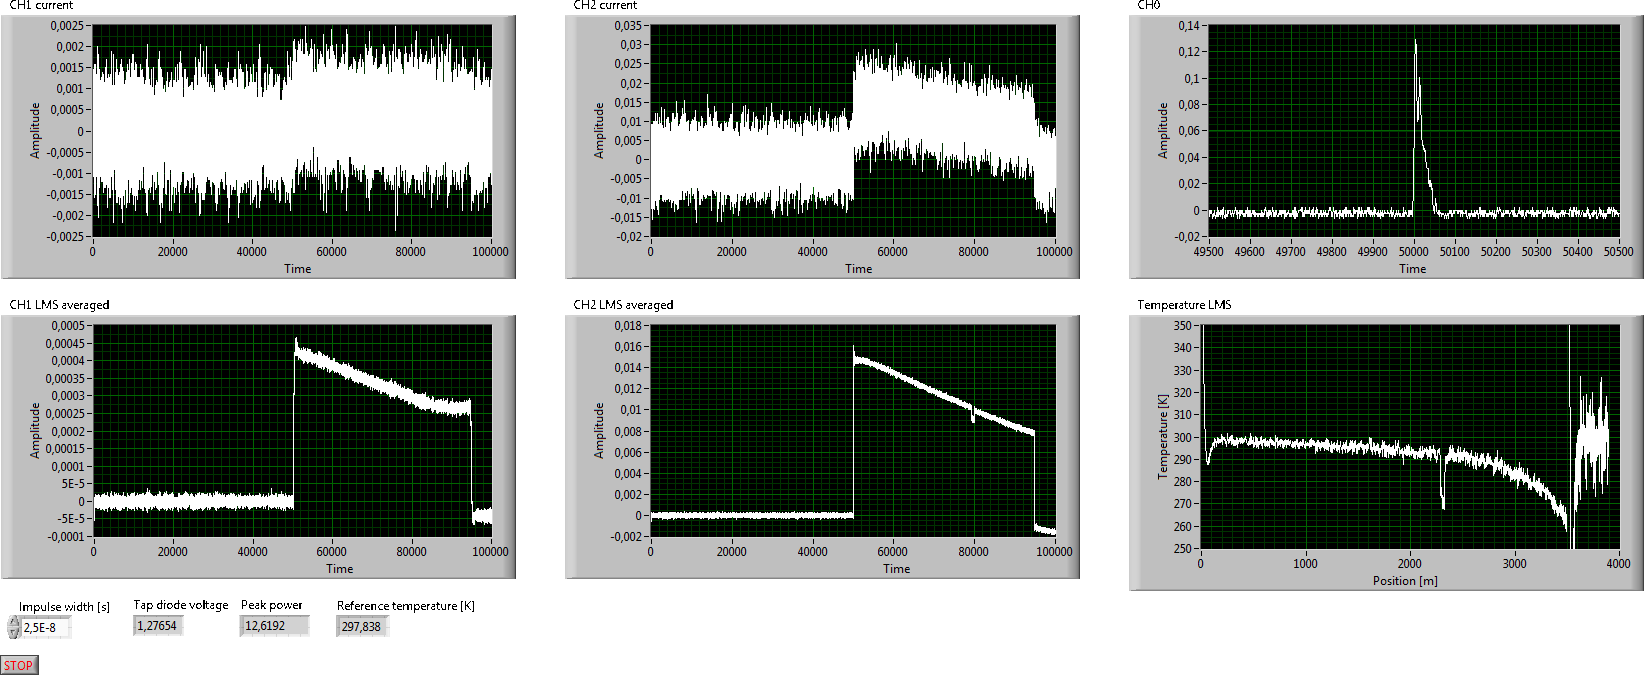 CH1 current
0,0025
0,002
0,0015
0,001
0,0005
0
-0,0005
-0,001
-0,0015
-0,002
-0,0025
Amplitude
0 20000 40000 60000 80000 100000
Time
CH2 current
0,035
0,03
0,025
0,02
0,015
0,01
0,005
0
-0,005
-0,01
-0,015
-0,02
Amplitude
0 20000 40000 60000 80000 100000
Time
CH0
0,14
0,12
0,1
0,08
0,06
0,04
0,02
0
-0,02
Amplitude
49500 49600 49700 49800 49900 50000 50100 50200 50300 50400 50500
Time
CH1 LMS averaged
0,0005
0,00045
0,0004
0,00035
0,0003
0,00025
0,0002
0,00015
0,0001
5E-5
0
-5E-5
-0,0001
Amplitude
0 20000 40000 60000 80000 100000
Time
CH2 LMS averaged
0,018
0,016
0,014
0,012
0,01
0,008
0,006
0,004
0,002
0
-0,002
Amplitude
0 20000 40000 60000 80000 100000
Time
Temperature LMS
350
340
330
320
310
300
290
280
270
260
250
Temperature [K]
0 1000 2000 3000 4000
Position [m]
Impulse width [s]
2,5E-8
Tap diode voltage
1,27654
Peak power
12,6192
Reference temperature [K]
297,838
STOP